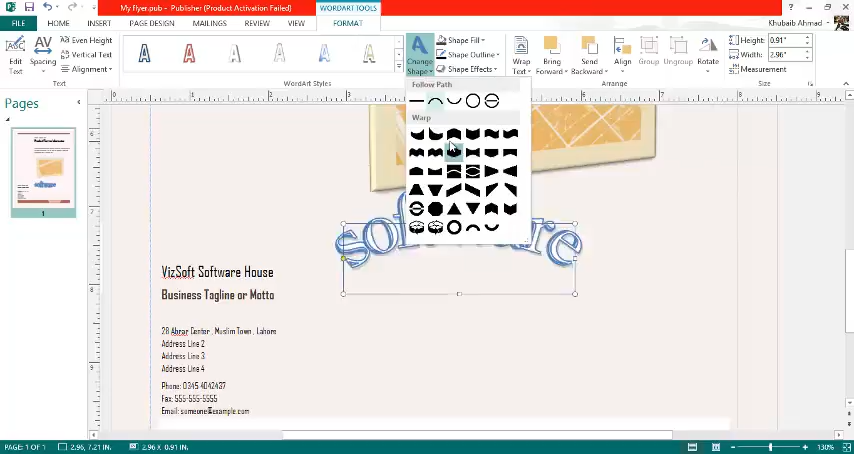 My flyer.pub - Publisher (Product Activation Failed)
WORDART TOOLS
FILE HOME INSERT PAGE DESIGN MAILINGS REVIEW VIEW FORMAT
Khubaib Ahmad
Edit Text
Spacing
Even Height
Vertical Text
Alignment
Text
WordArt Styles
Change Shape
Shape Fill
Shape Outline
Shape Effects
Wrap Text
Bring Forward
Send Backward
Align
Group
Ungroup
Rotate
Arrange
Height: 0.91"
Width: 2.96"
Measurement
Size
Follow Path
Warp
Pages
1
VizSoft Software House
Business Tagline or Motto
28 Abrar Center , Muslim Town , Lahore
Address Line 2
Address Line 3
Address Line 4
Phone: 0345 4042437
Fax: 555-555-5555
Email: someone@example.com
PAGE: 1 OF 1
2.96, 7.21 IN.
2.96 x 0.91 IN.
130%